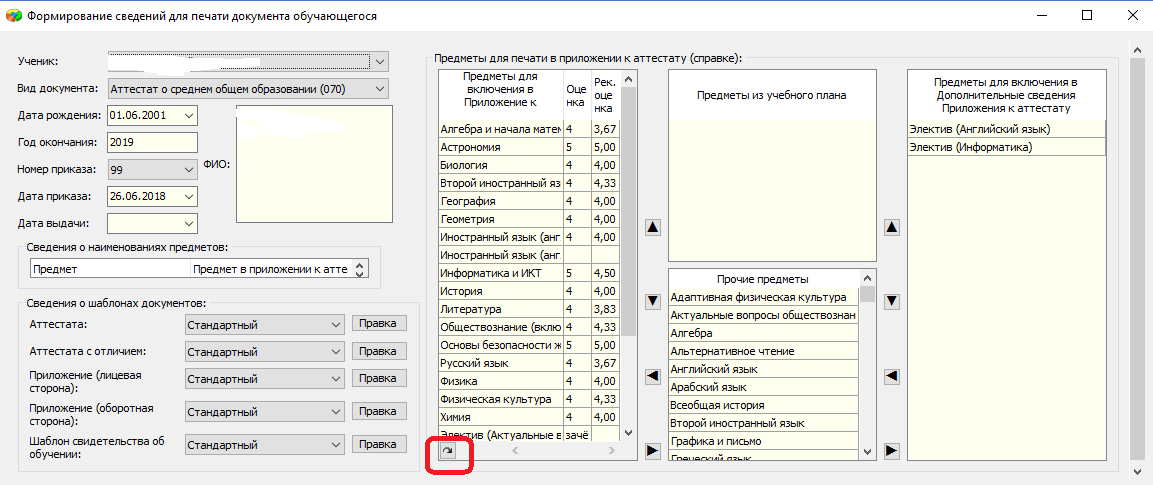 Формирование сведений для печати документа обучающегося
Ученик:
Вид документа: Аттестат о среднем общем образовании (070)
Дата рождения: 01.06.2001
Год окончания: 2019
Номер приказа: 99
Дата приказа: 26.06.2018
Дата выдачи:
ФИО:
Сведения о наименованиях предметов:
Предмет Предмет в приложении к атте
Сведения о шаблонах документов:
Аттестата: Стандартный Правка
Аттестата с отличием: Стандартный Правка
Приложение (лицевая
сторона): Стандартный Правка
Приложение (оборотная
сторона): Стандартный Правка
Шаблон свидетельства об
обучении: Стандартный Правка
Предметы для печати в приложении к аттестату (справке):
Предметы для
включения в
Приложение к
Оце
нка
Рек.
оце
нка
Алгебра и начала матем 4 3,67
Астрономия 5 5,00
Биология 4 4,00
Второй иностранный яз 4 4,33
География 4 4,00
Геометрия 4 4,00
Иностранный язык (анг 4 4,00
Иностранный язык (анг.
Информатика и ИКТ 5 4,50
История 4 4,00
Литература 4 3,83
Обществознание (вклю 4 4,33
Основы безопасности ж 5 5,00
Русский язык 4 3,67
Физика 4 4,00
Физическая культура 4 4,33
Химия 4 4,00
Электив (Актуальные в зачё
Предметы из учебного плана
Прочие предметы
Адаптивная физическая культура
Актуальные вопросы обществознан
Алгебра
Альтернативное чтение
Английский язык
Арабский язык
Всеобщая история
Второй иностранный язык
Графика и письмо
Греческий язык
Предметы для включения в
Дополнительные сведения
Приложения к аттестату
Электив (Английский язык)
Электив (Информатика)